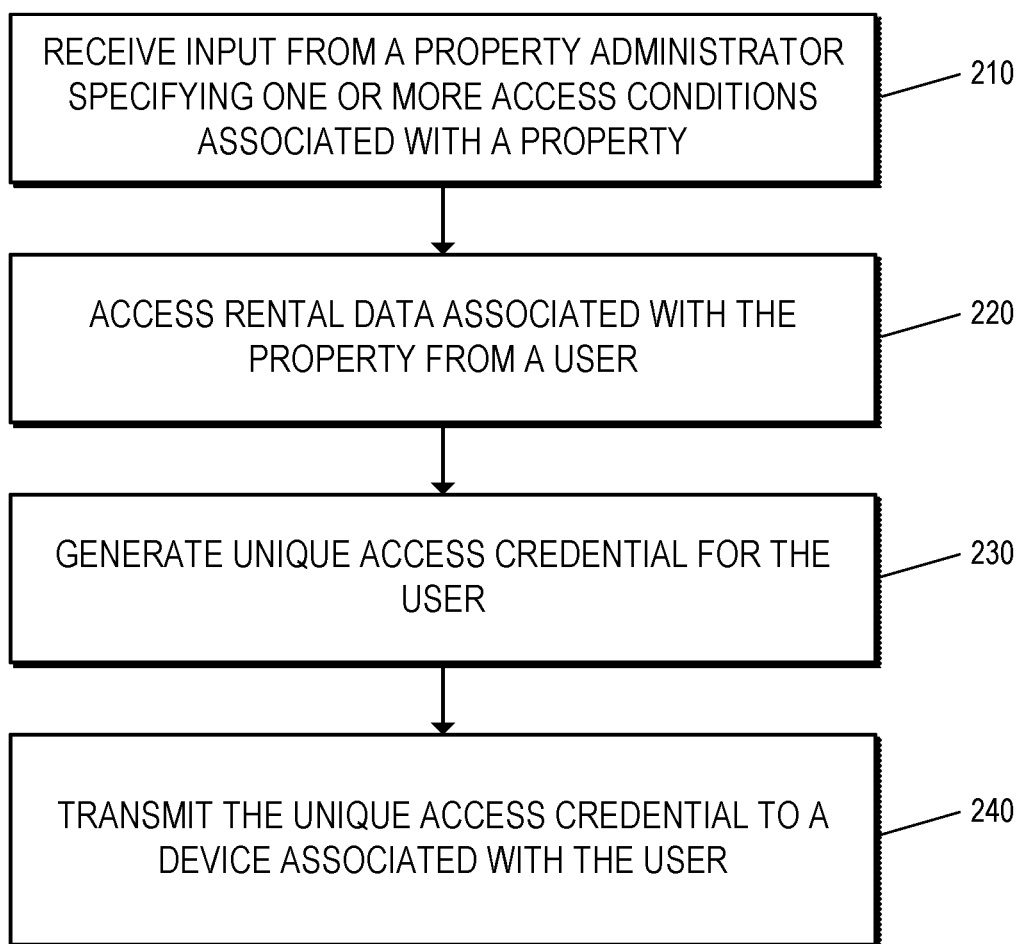 RECEIVE INPUT FROM A PROPERTY ADMINISTRATOR
SPECIFYING ONE OR MORE ACCESS CONDITIONS
ASSOCIATED WITH A PROPERTY
210
ACCESS RENTAL DATA ASSOCIATED WITH THE
PROPERTY FROM A USER
220
GENERATE UNIQUE ACCESS CREDENTIAL FOR THE
USER
230
TRANSMIT THE UNIQUE ACCESS CREDENTIAL TO A
DEVICE ASSOCIATED WITH THE USER
240